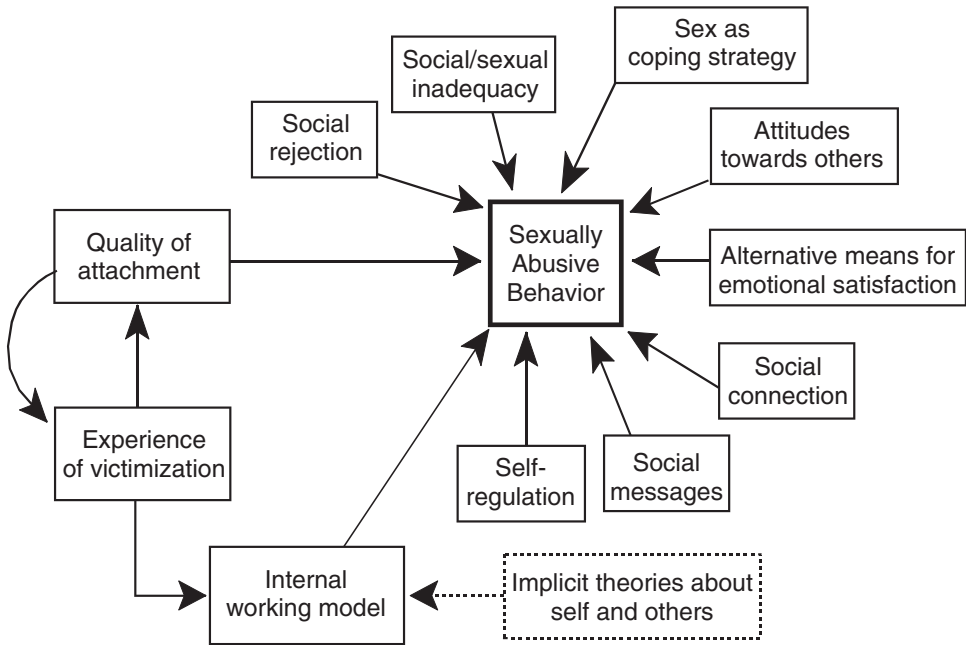 Sex as
coping strategy
Social/sexual
inadequacy
Social
rejection
Attitudes
towards others
Quality of
attachment
Sexually
Abusive
Behavior
Alternative means for
emotional satisfaction
Social
connection
Experience
of victimization
Self-
regulation
Social
messages
Internal
working model
Implicit theories about
self and others